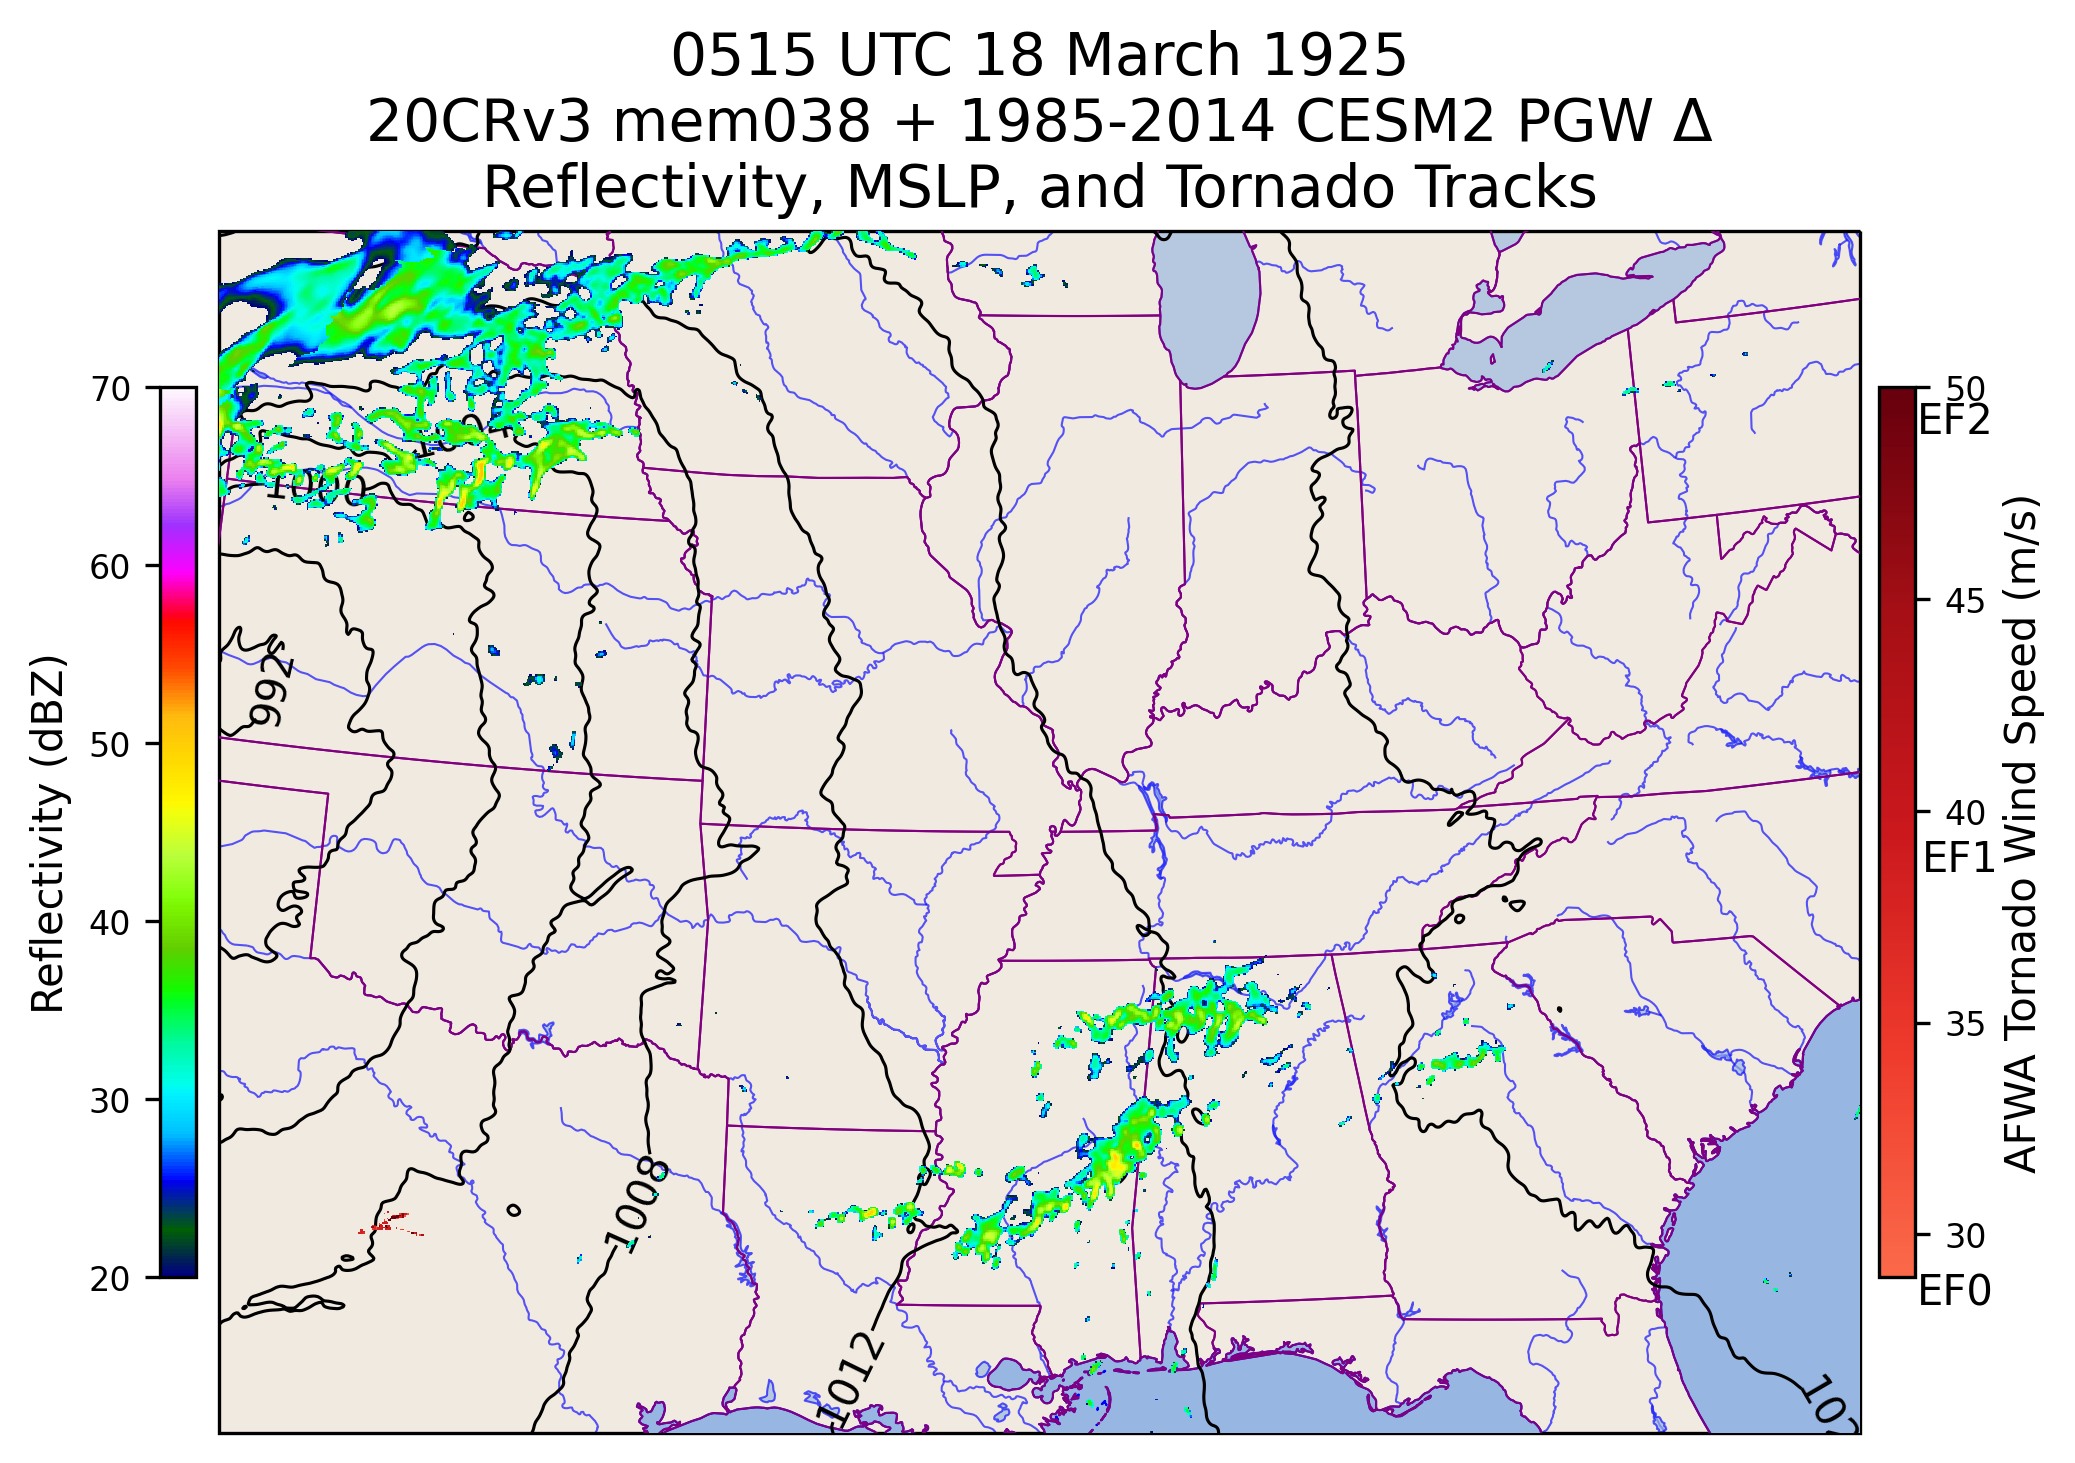 0515 UTC 18 March 1925
20CRv3 mem038 + 1985-2014 CESM2 PGW Δ
Reflectivity, MSLP, and Tornado Tracks
70
60
50
40
30
20
Reflectivity (dBZ)
1000
992
1008
1012
50
EF2
45
40
EF1
35
30
EF0
AFWA Tornado Wind Speed (m/s)